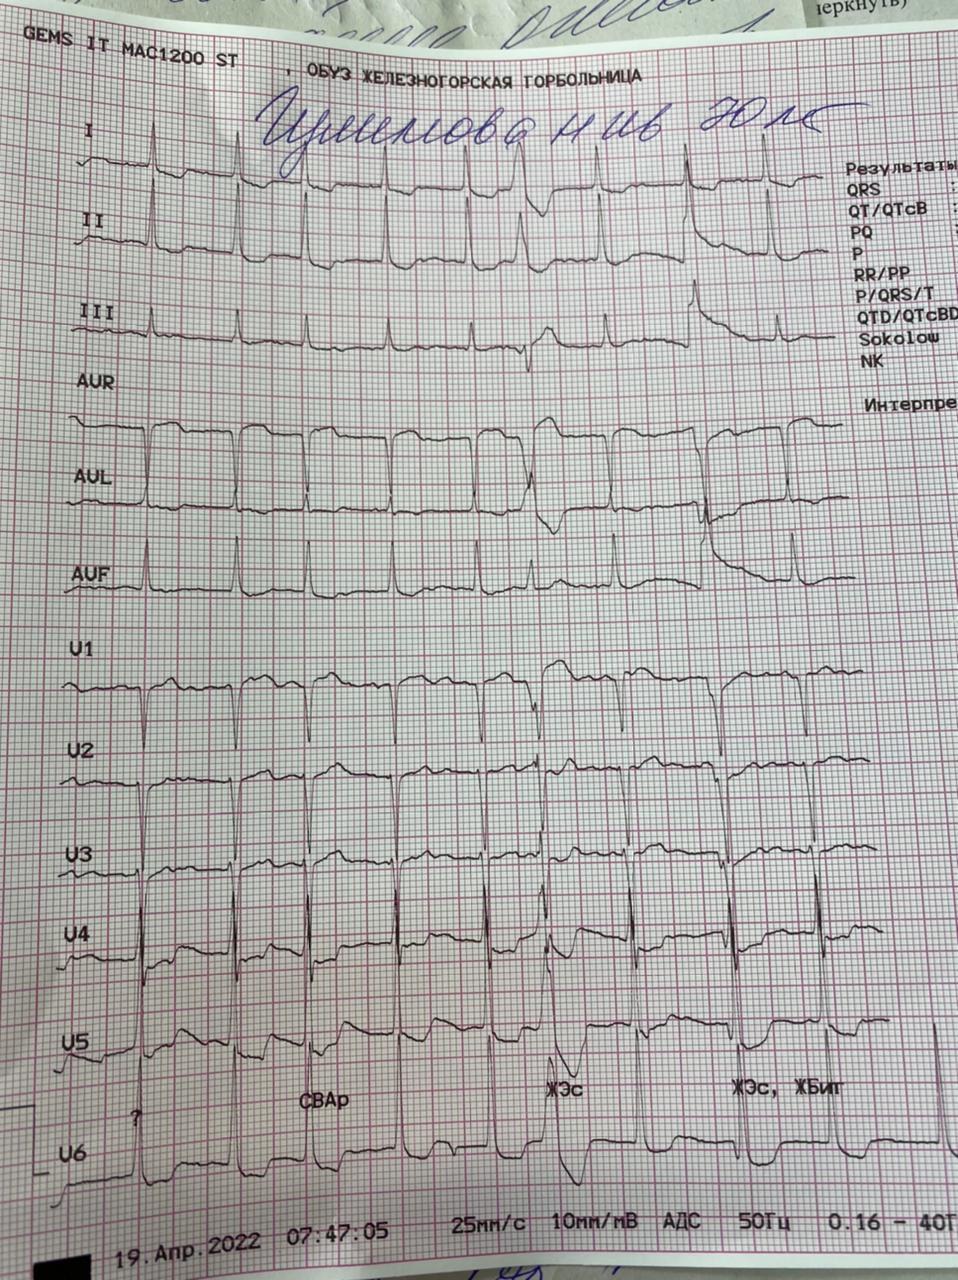 черкнуть)
GEMS IT MAC1200 ST , ОБУЗ ЖЕЛЕЗНОГОРСКАЯ ГОРБОЛЬНИЦА
I
Результаты
QRS :
QT/QTcB :
PQ
P
RR/PP
P/QRS/T
QTD/QTcBD
Sokolow
NK
Интерпре
II
III
AUR
AUL
AUF
U1
U2
U3
U4
U5
СВАр ЖЭс ЖЭс, ЖБит
?
U6
19.Апр.2022 07:47:05 25мм/с 10мм/мВ АДС 50Гц 0.16 - 40Г